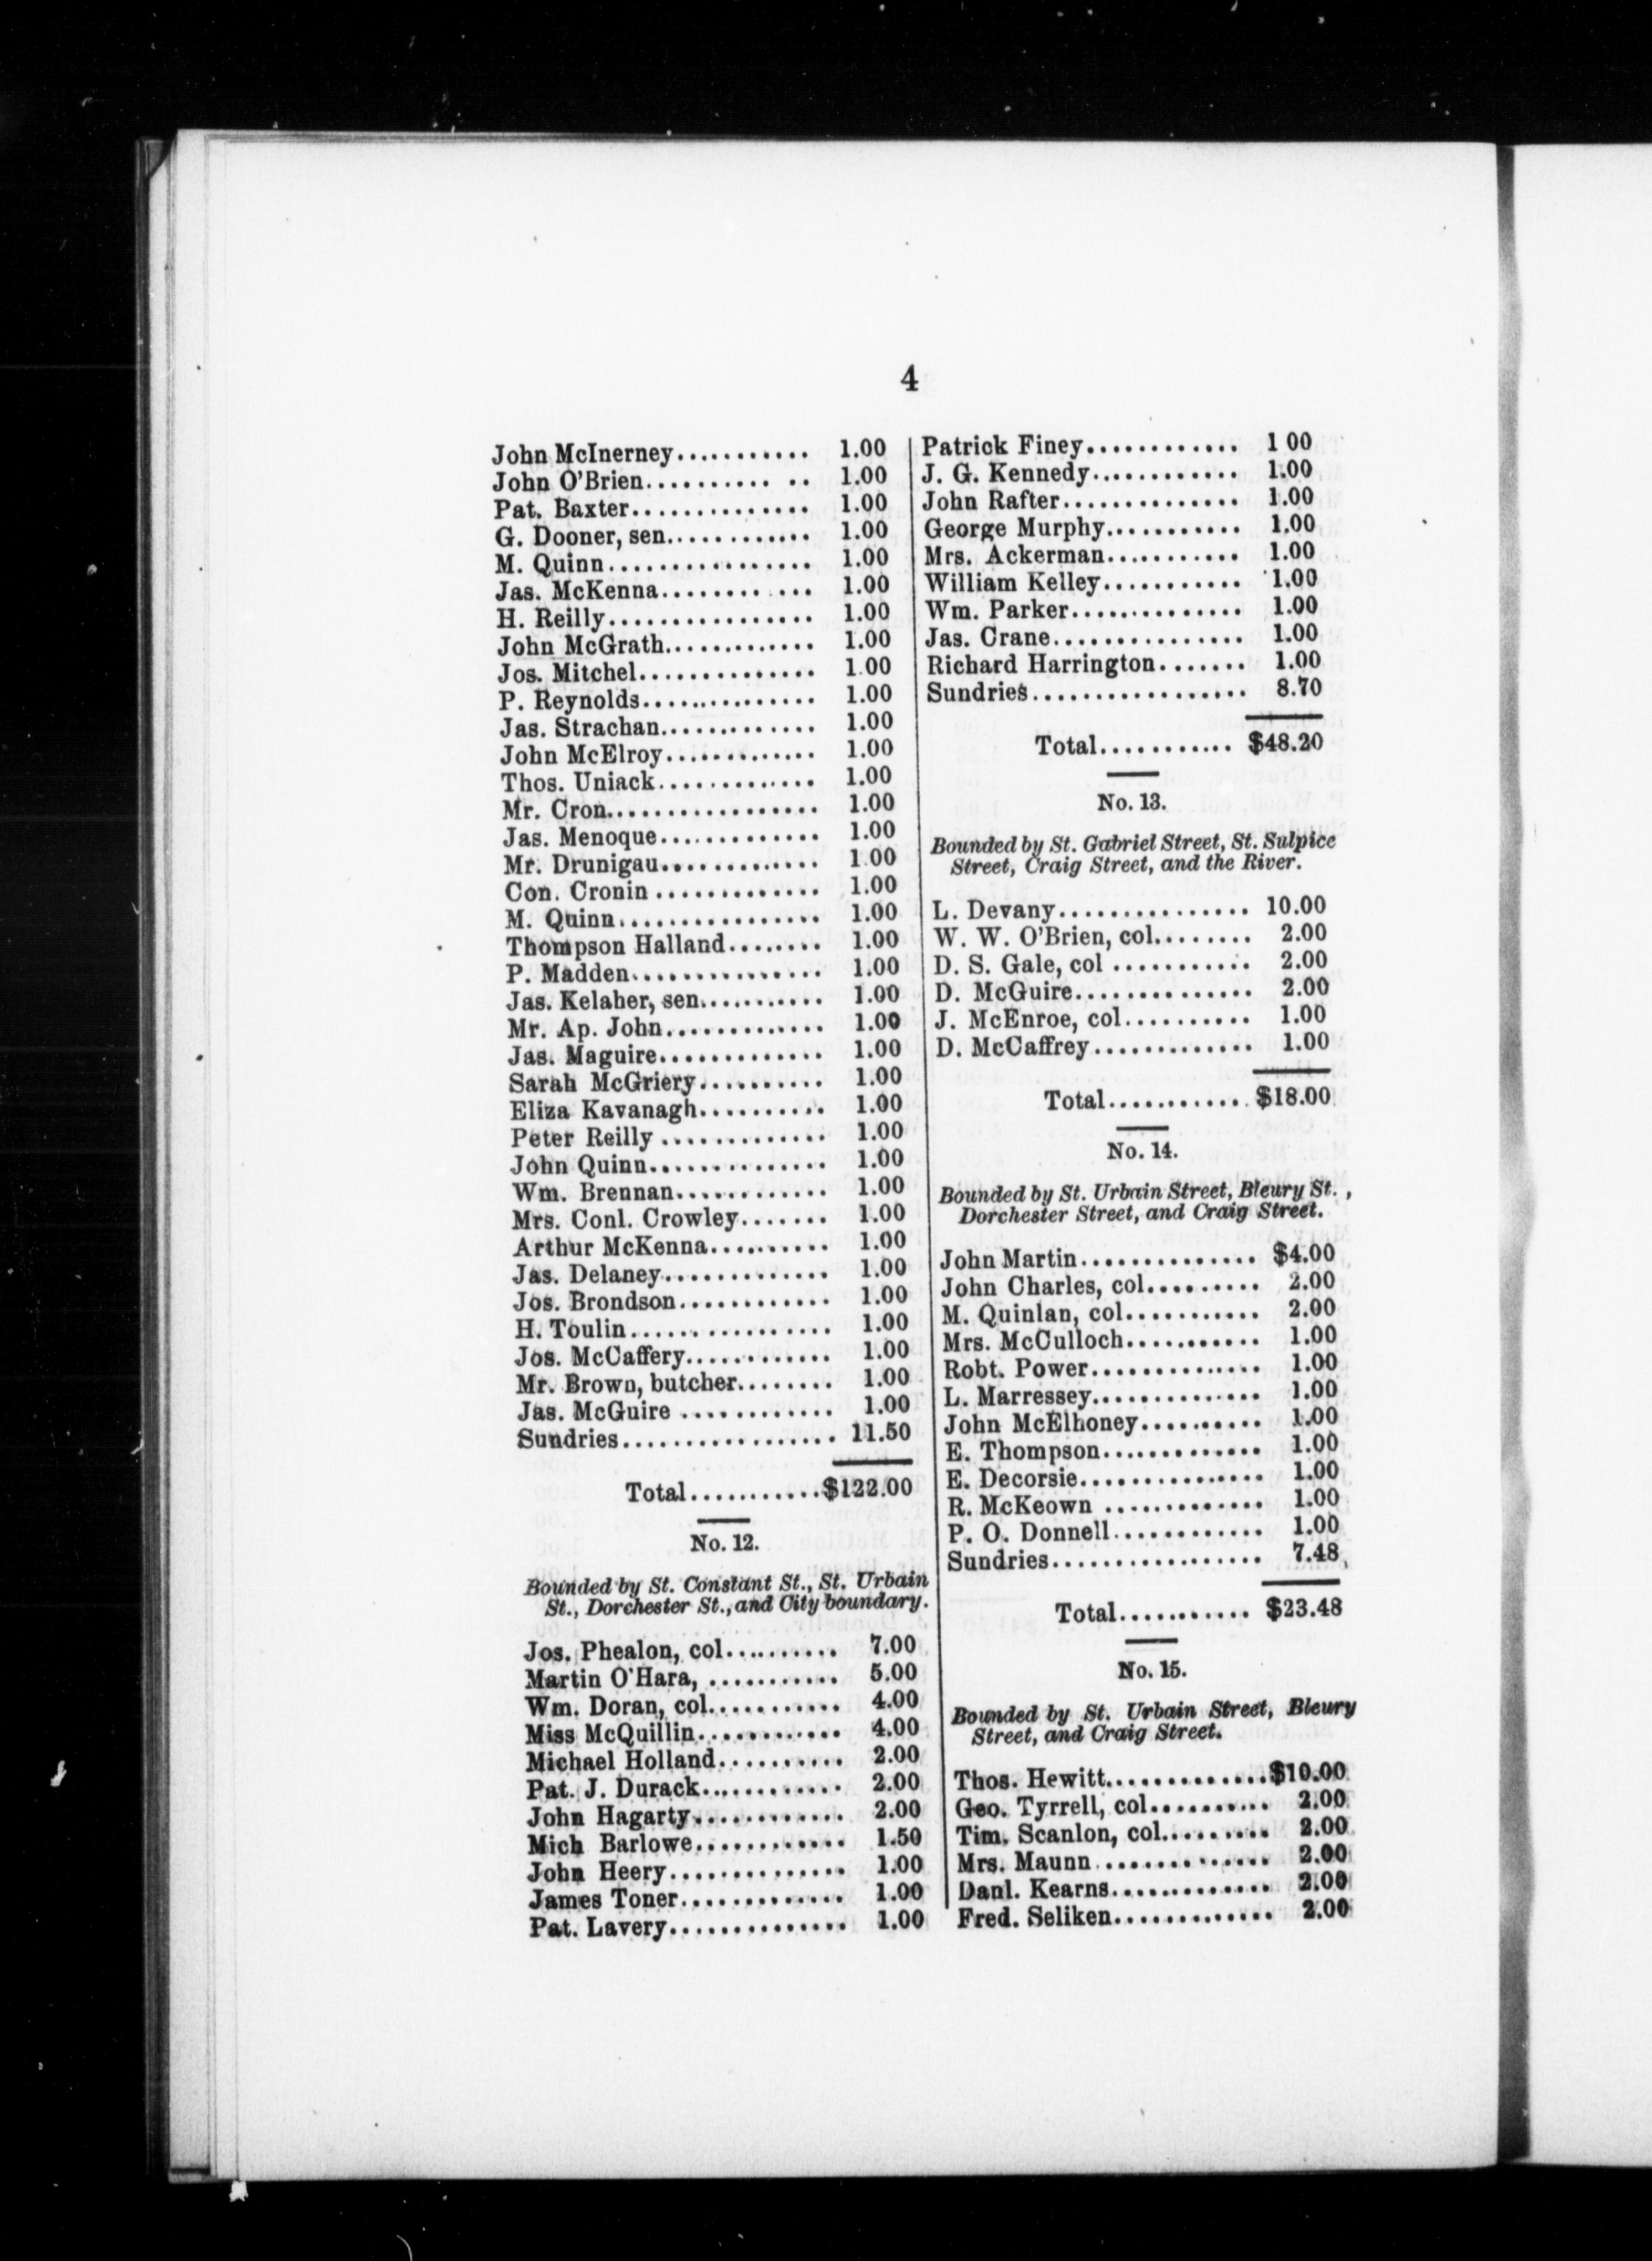 4
John McInerney........... 1.00
John O'Brien.......... .. 1.00
Pat. Baxter.............. 1.00
G. Dooner, sen............ 1.00
M. Quinn................ 1.00
Jas. McKenna........ ... 1.00
H. Reilly................ 1.00
John McGrath............ 1.00
Jos. Mitchel.............. 1.00
P. Reynolds.............. 1.00
Jas. Strachan............. 1.00
John McElroy............ 1.00
Thos. Uniack............. 1.00
Mr. Cron................. 1.00
Jas. Menoque............. 1.00
Mr. Drunigau............. 1.00
Con. Cronin ............. 1.00
M. Quinn................ 1.00
Thompson Halland........ 1.00
P. Madden............... 1.00
Jas. Kelaher, sen.......... 1.00
Mr. Ap. John............. 1.00
Jas. Maguire............. 1.00
Sarah McGriery.......... 1.00
Eliza Kavanagh.......... 1.00
Peter Reilly ............. 1.00
John Quinn.............. 1.00
Wm. Brennan............ 1.00
Mrs. Conl. Crowley....... 1.00
Arthur McKenna.......... 1.00
Jas. Delaney............. 1.00
Jos. Brondson............ 1.00
H. Toulin................ 1.00
Jos. McCaffery............ 1.00
Mr. Brown, butcher........ 1.00
Jas. McGuire ............ 1.00
Sundries................. 11.50
Total...........$122.00
No. 12.
Bounded by St. Constant St., St. Urbain
St., Dorchester St., and City boundary.
Jos. Phealon, col.......... 7.00
Martin O'Hara, ........... 5.00
Wm. Doran, col........... 4.00
Miss McQuillin............ 4.00
Michael Holland.......... 2.00
Pat. J. Durack............ 2.00
John Hagarty............ 2.00
Mich Barlowe............ 1.50
John Heery.............. 1.00
James Toner............. 1.00
Pat. Lavery.............. 1.00
Patrick Finey............ 1 00
J. G. Kennedy............ 1.00
John Rafter.............. 1.00
George Murphy........... 1.00
Mrs. Ackerman........... 1.00
William Kelley........... 1.00
Wm. Parker.............. 1.00
Jas. Crane............... 1.00
Richard Harrington....... 1.00
Sundries................. 8.70
Total........... $48.20
No. 13.
Bounded by St. Gabriel Street, St. Sulpice
Street, Craig Street, and the River.
L. Devany............... 10.00
W. W. O'Brien, col........ 2.00
D. S. Gale, col ........... 2.00
D. McGuire.............. 2.00
J. McEnroe, col.......... 1.00
D. McCaffrey............. 1.00
Total........... $18.00
No. 14.
Bounded by St. Urbain Street, Bleury St. ,
Dorchester Street, and Craig Street.
John Martin.............. $4.00
John Charles, col......... 2.00
M. Quinlan, col........... 2.00
Mrs. McCulloch........... 1.00
Robt. Power.............. 1.00
L. Marressey.............. 1.00
John McElhoney.......... 1.00
E. Thompson............. 1.00
E. Decorsie............... 1.00
R. McKeown ............. 1.00
P. O. Donnell............ 1.00
Sundries................. 7.48
Total........... $23.48
No. 15.
Bounded by St. Urbain Street, Bleury
Street, and Craig Street.
Thos. Hewitt.............$10.00
Geo. Tyrrell, col.......... 2.00
Tim. Scanlon, col......... 2.00
Mrs. Maunn .............. 2.00
Danl. Kearns............. 2.00
Fred. Seliken............. 2.00